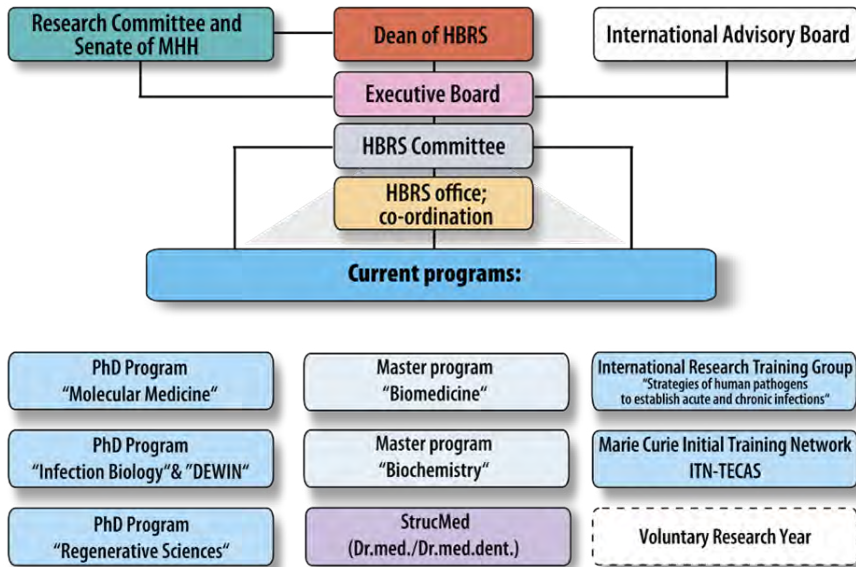 Research Committee and
Senate of MHH
Dean of HBRS
International Advisory Board
Executive Board
HBRS Committee
HBRS office;
co-ordination
Current programs:
PhD Program
“Molecular Medicine“
Master program
“Biomedicine“
International Research Training Group
“Strategies of human pathogens
to establish acute and chronic infections“
PhD Program
“Infection Biology“& ”DEWIN“
Master program
“Biochemistry“
Marie Curie Initial Training Network
ITN-TECAS
PhD Program
“Regenerative Sciences“
StrucMed
(Dr.med./Dr.med.dent.)
Voluntary Research Year